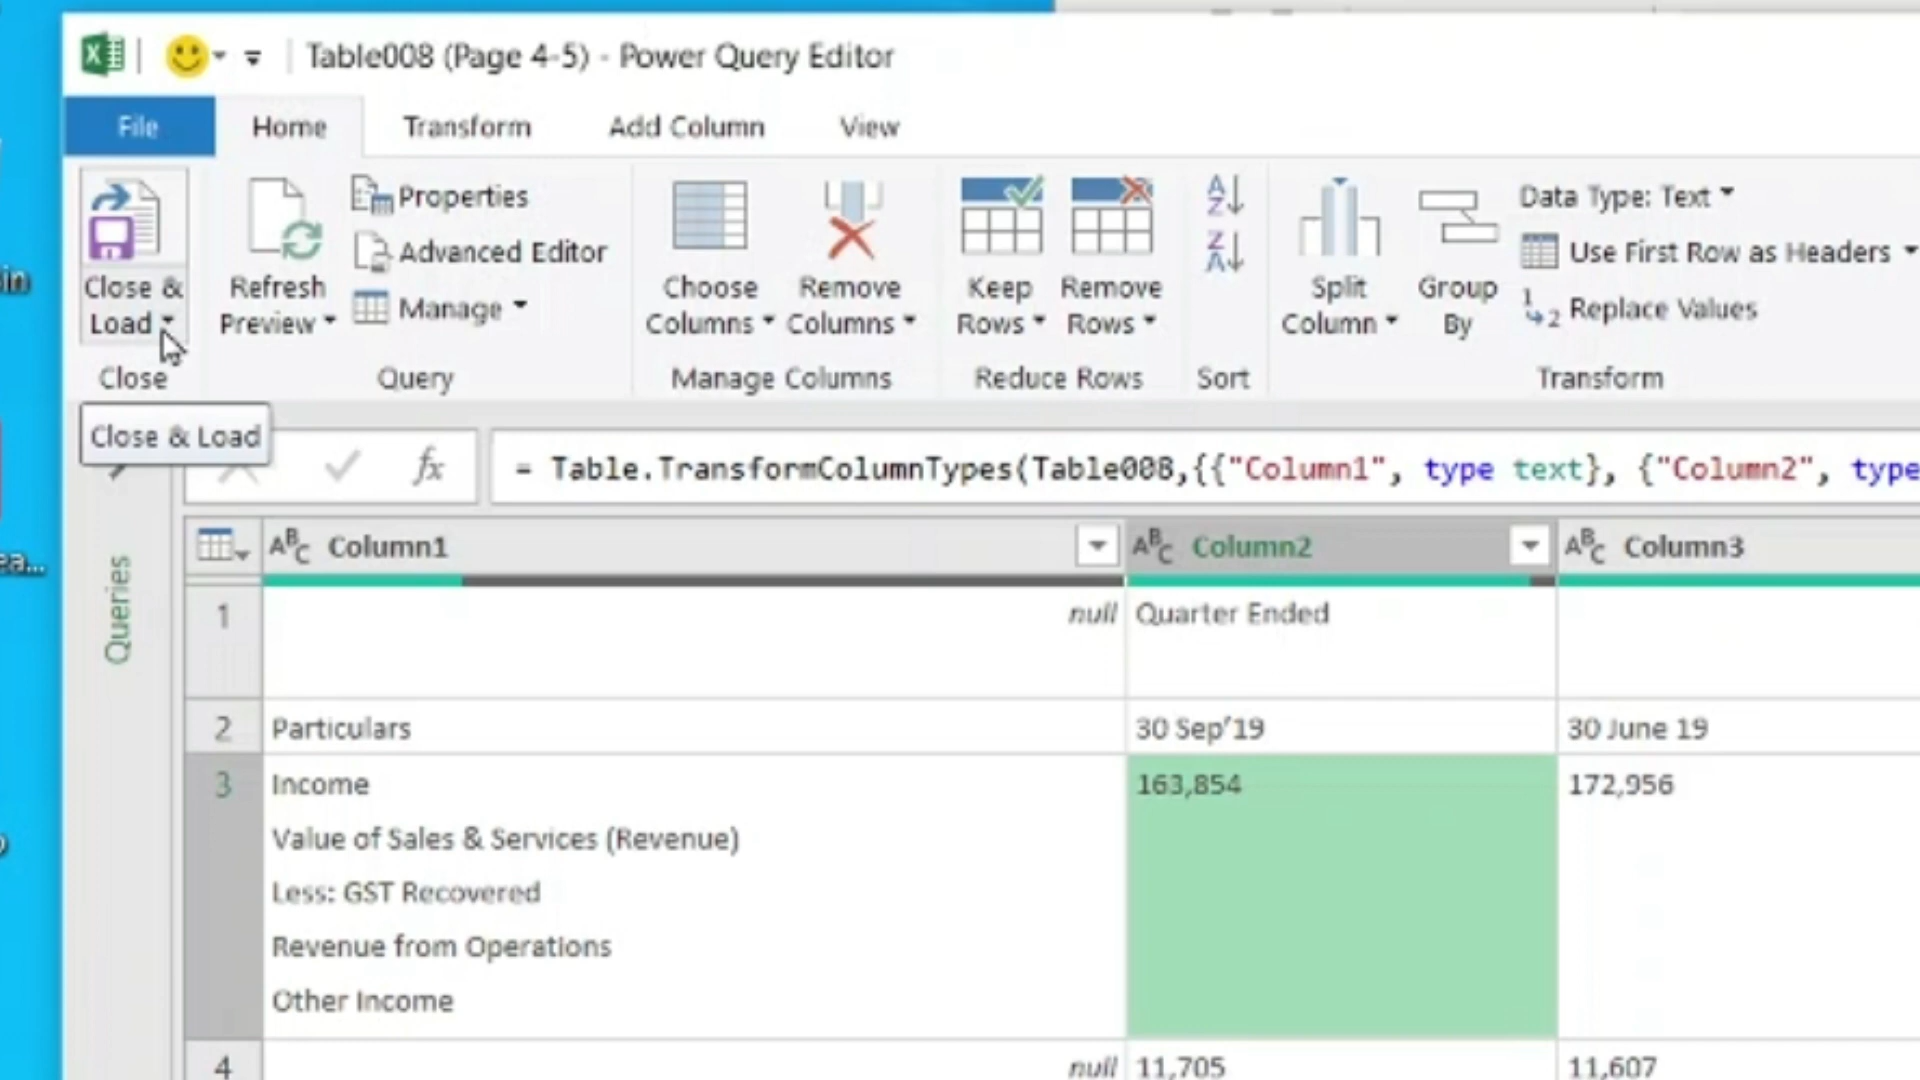 Table008 (Page 4-5) - Power Query Editor
File Home Transform Add Column View
Close & Load
Refresh Preview
Properties
Advanced Editor
Manage
Choose Columns
Remove Columns
Keep Rows
Remove Rows
Split Column
Group By
Data Type: Text
Use First Row as Headers
Replace Values
Close Query Manage Columns Reduce Rows Sort Transform
Close & Load
fx = Table.TransformColumnTypes(Table008,{{"Column1", type text}, {"Column2", type
Queries
ABC Column1 ABC Column2 ABC Column3
1 null Quarter Ended
2 Particulars 30 Sep'19 30 June 19
3 Income 163,854 172,956
Value of Sales & Services (Revenue)
Less: GST Recovered
Revenue from Operations
Other Income
4 null 11,705 11,607